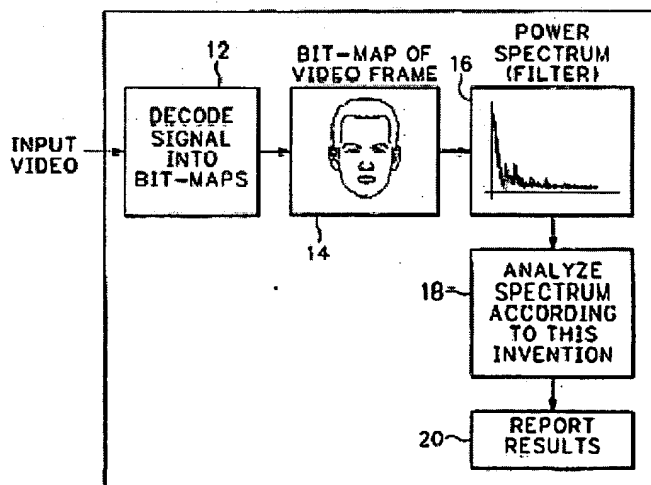 INPUT
VIDEO
12
DECODE
SIGNAL
INTO
BIT-MAPS
BIT-MAP OF
VIDEO FRAME
14
POWER
SPECTRUM
(FILTER)
16
18
ANALYZE
SPECTRUM
ACCORDING
TO THIS
INVENTION
20
REPORT
RESULTS